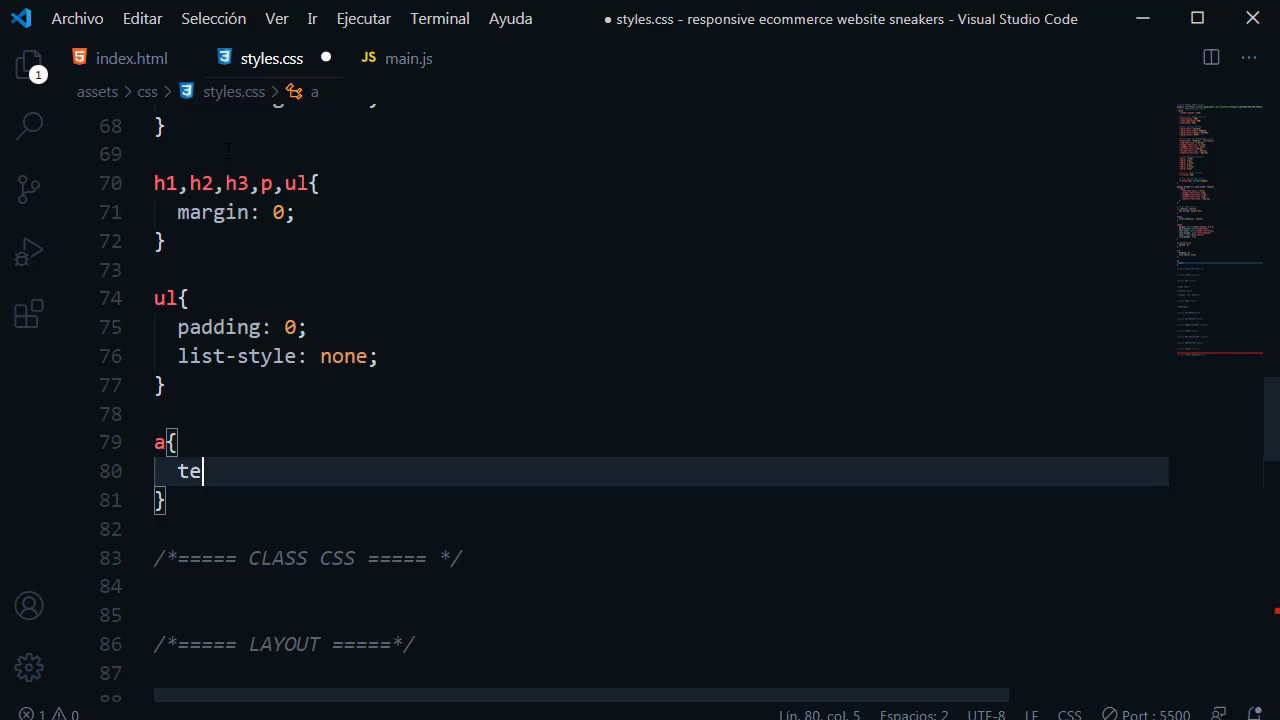 Archivo Editar Selección Ver Ir Ejecutar Terminal Ayuda ● styles.css - responsive ecommerce website sneakers - Visual Studio Code
index.html styles.css JS main.js
1
assets > css > styles.css > a
68 }
69
70 h1,h2,h3,p,ul{
71 margin: 0;
72 }
73
74 ul{
75 padding: 0;
76 list-style: none;
77 }
78
79 a{
80 te
81 }
82
83 /*===== CLASS CSS ===== */
84
85
86 /*===== LAYOUT =====*/
87
88
1 0 Lín. 80, col. 5 Espacios: 2 UTF-8 LF CSS Port : 5500